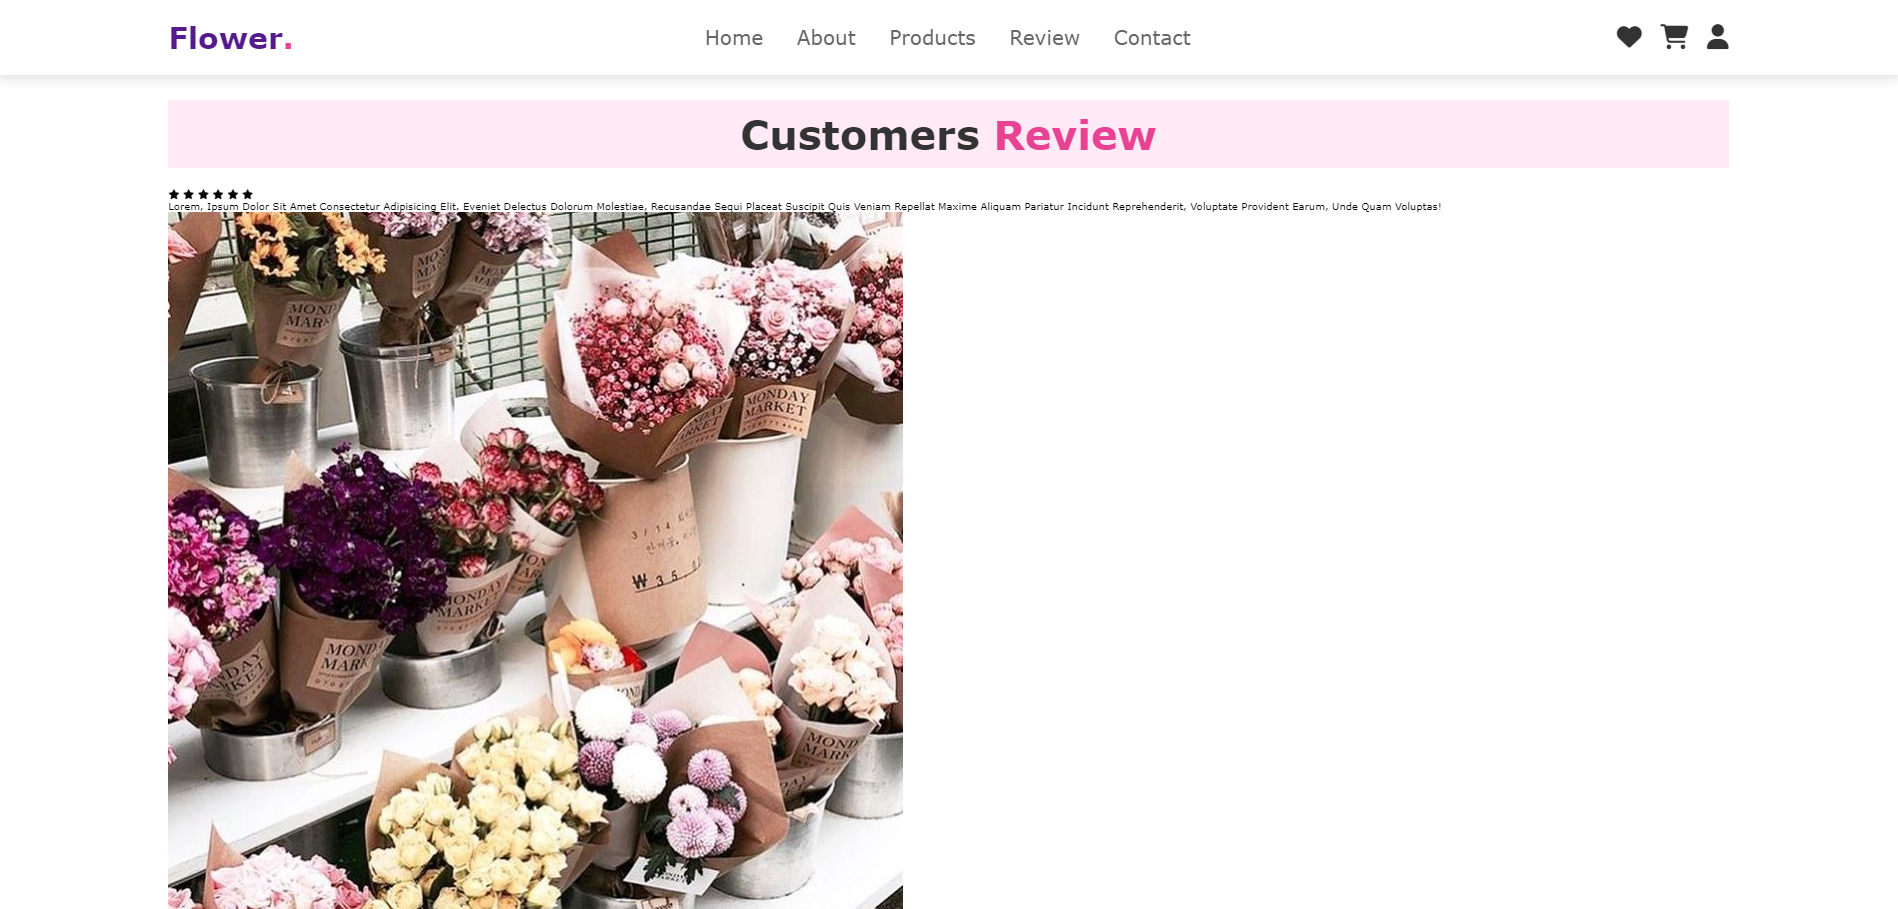 Flower.
Home About Products Review Contact
Customers Review
Lorem, Ipsum Dolor Sit Amet Consectetur Adipisicing Elit. Eveniet Delectus Dolorum Molestiae, Recusandae Sequi Placeat Suscipit Quis Veniam Repellat Maxime Aliquam Pariatur Incidunt Reprehenderit, Voluptate Provident Earum, Unde Quam Voluptas!
MONDAY
MARKET
MONDAY
MARKET
MONDAY
MARKET